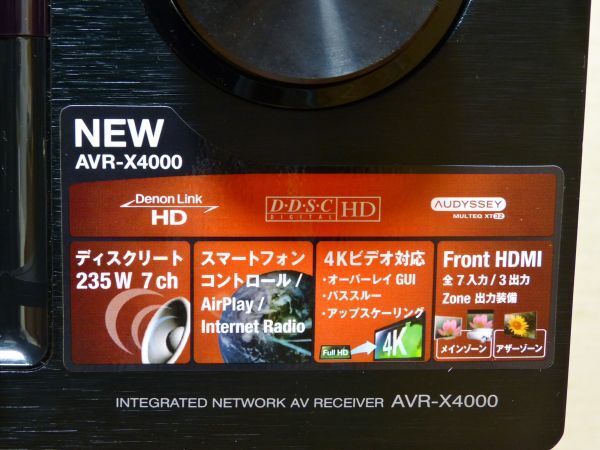 NEW
AVR-X4000
Denon Link
HD
D·D·S·C
DIGITAL
HD
AUDYSSEY
MULTEQ XT 32
ディスクリート
235W 7ch
スマートフォン
コントロール /
AirPlay /
Internet Radio
4Kビデオ対応
・オーバーレイ GUI
・パススルー
・アップスケーリング
Full HD
4K
Front HDMI
全 7 入力 / 3 出力
Zone 出力装備
メインゾーン
アザーゾーン
INTEGRATED NETWORK AV RECEIVER AVR-X4000